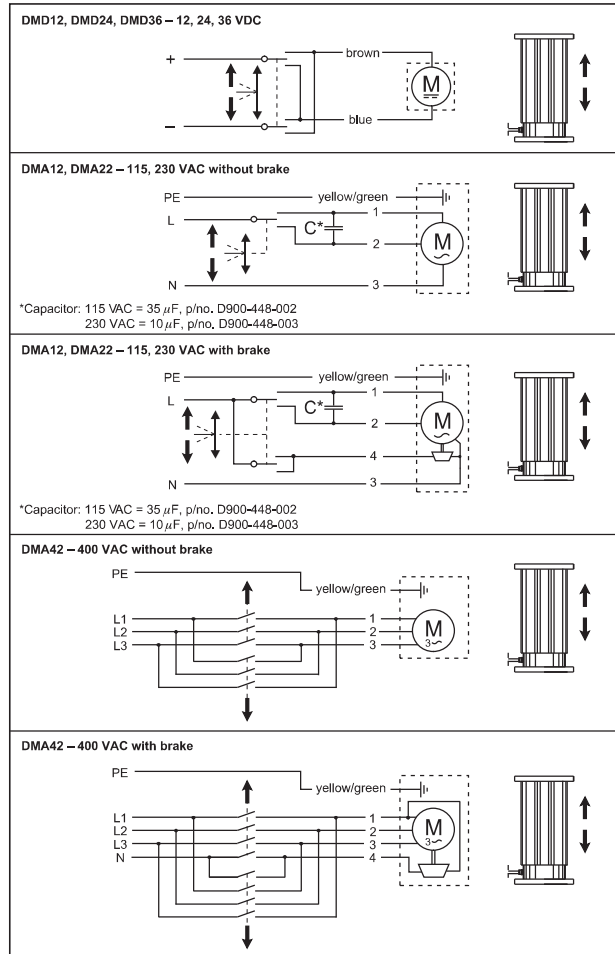 DMD12, DMD24, DMD36 – 12, 24, 36 VDC
+
brown
M
–
blue
DMA12, DMA22 – 115, 230 VAC without brake
PE
yellow/green
L
1
C*
2
M
N
3
*Capacitor: 115 VAC = 35 µF, p/no. D900-448-002
230 VAC = 10 µF, p/no. D900-448-003
DMA12, DMA22 – 115, 230 VAC with brake
PE
yellow/green
L
1
C*
2
M
4
N
3
*Capacitor: 115 VAC = 35 µF, p/no. D900-448-002
230 VAC = 10 µF, p/no. D900-448-003
DMA42 – 400 VAC without brake
PE
yellow/green
L1
1
L2
2
M
L3
3
3~
DMA42 – 400 VAC with brake
PE
yellow/green
L1
1
L2
2
M
L3
3
3~
N
4